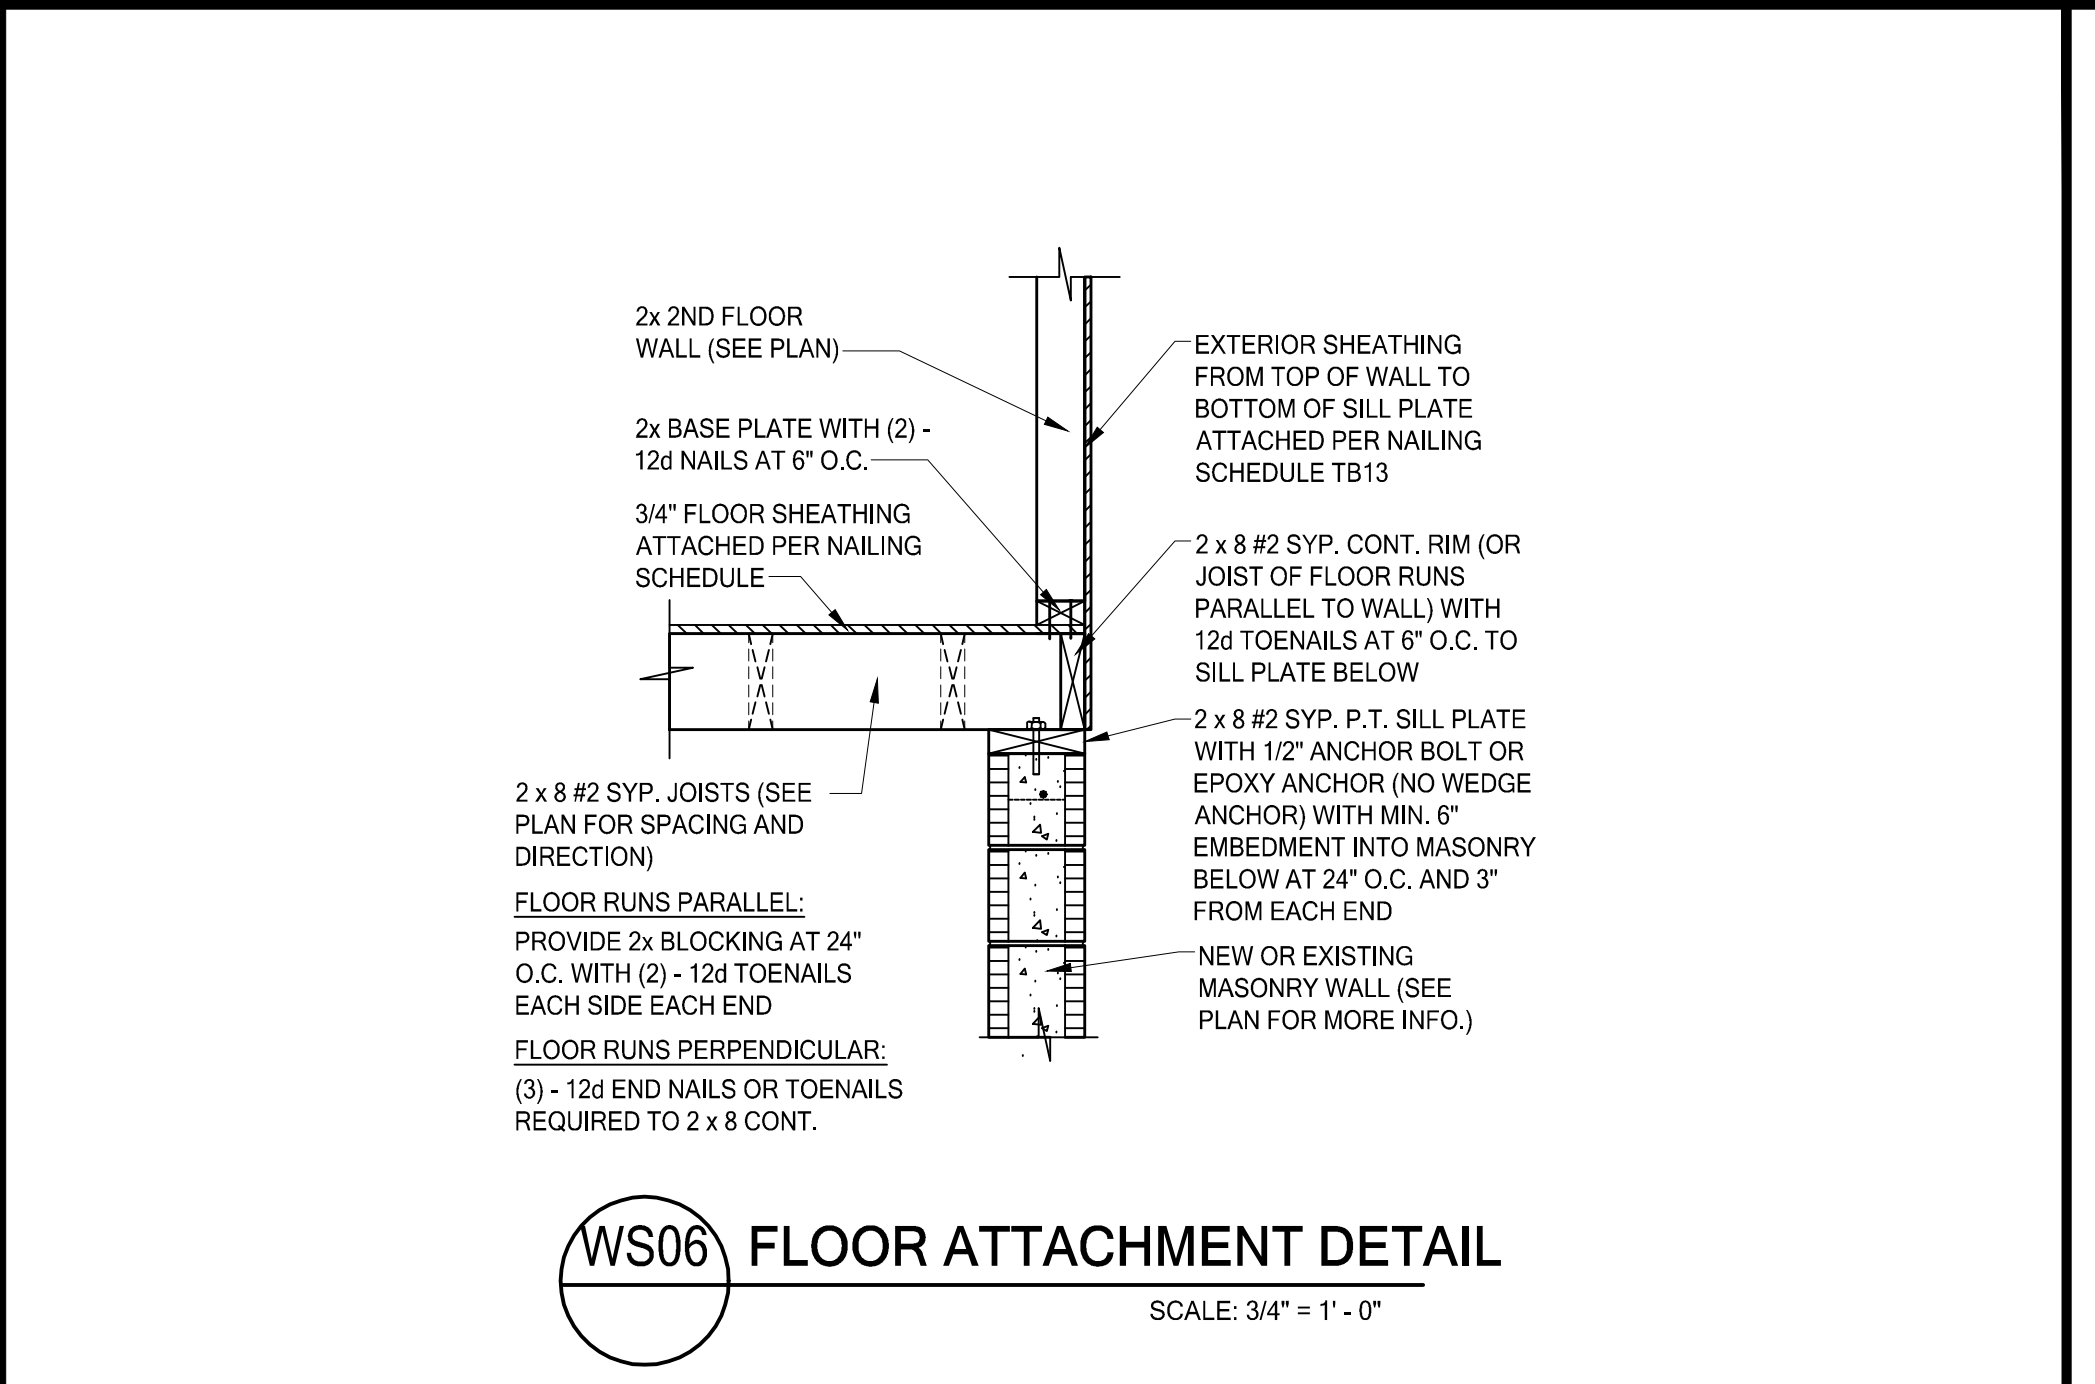 2x 2ND FLOOR
WALL (SEE PLAN)
2x BASE PLATE WITH (2) -
12d NAILS AT 6" O.C.
3/4" FLOOR SHEATHING
ATTACHED PER NAILING
SCHEDULE
2 x 8 #2 SYP. JOISTS (SEE
PLAN FOR SPACING AND
DIRECTION)
FLOOR RUNS PARALLEL:
PROVIDE 2x BLOCKING AT 24"
O.C. WITH (2) - 12d TOENAILS
EACH SIDE EACH END
FLOOR RUNS PERPENDICULAR:
(3) - 12d END NAILS OR TOENAILS
REQUIRED TO 2 x 8 CONT.
EXTERIOR SHEATHING
FROM TOP OF WALL TO
BOTTOM OF SILL PLATE
ATTACHED PER NAILING
SCHEDULE TB13
2 x 8 #2 SYP. CONT. RIM (OR
JOIST OF FLOOR RUNS
PARALLEL TO WALL) WITH
12d TOENAILS AT 6" O.C. TO
SILL PLATE BELOW
2 x 8 #2 SYP. P.T. SILL PLATE
WITH 1/2" ANCHOR BOLT OR
EPOXY ANCHOR (NO WEDGE
ANCHOR) WITH MIN. 6"
EMBEDMENT INTO MASONRY
BELOW AT 24" O.C. AND 3"
FROM EACH END
NEW OR EXISTING
MASONRY WALL (SEE
PLAN FOR MORE INFO.)
WS06 FLOOR ATTACHMENT DETAIL
SCALE: 3/4" = 1' - 0"